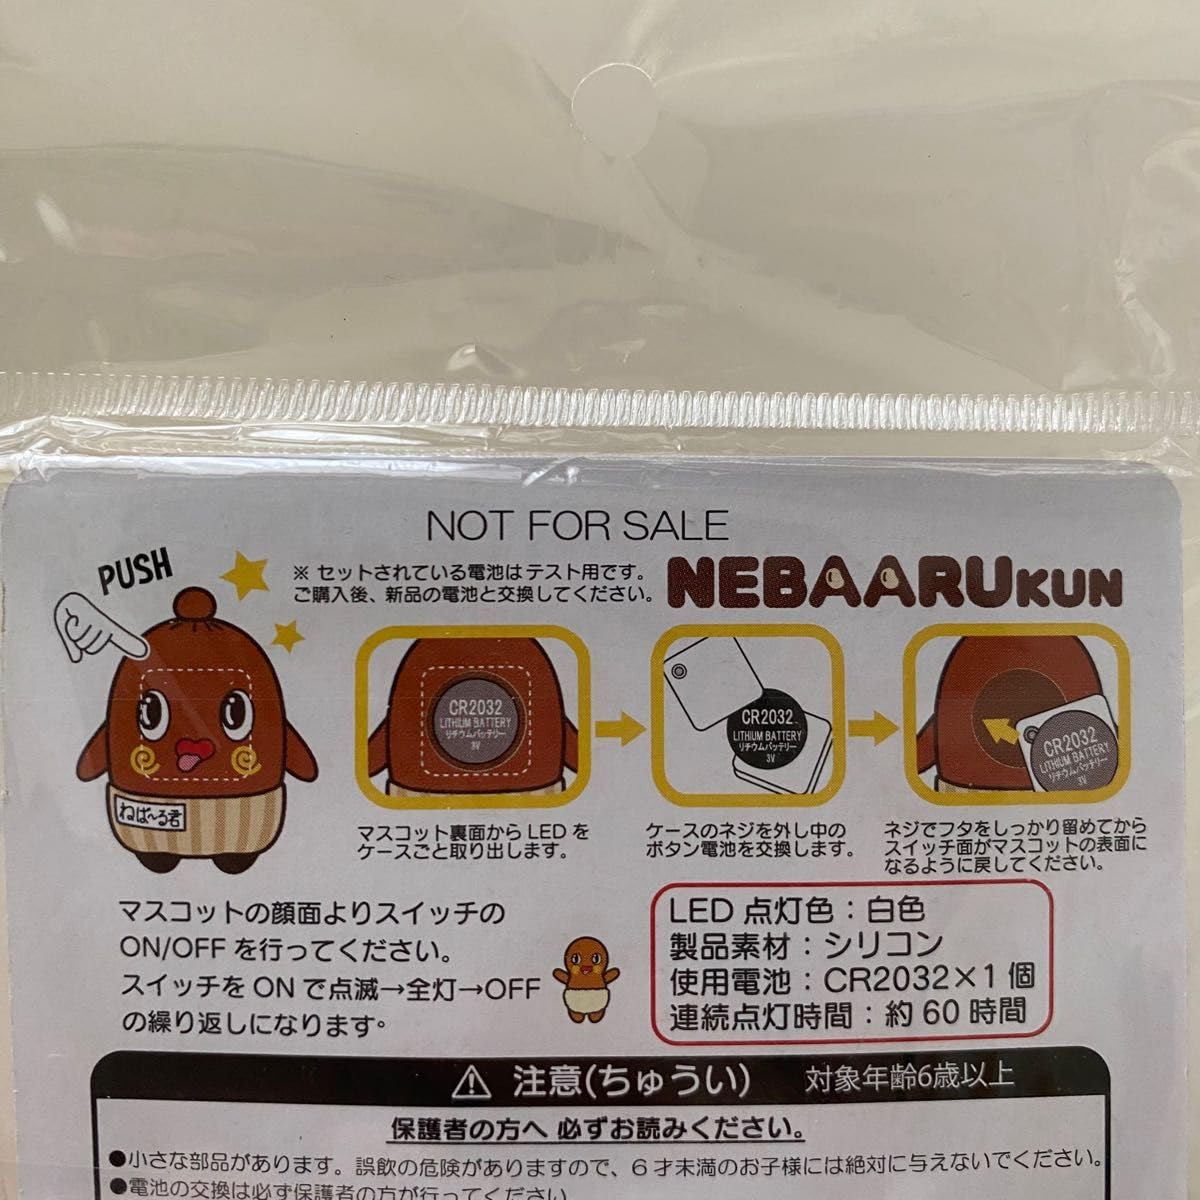 NOT FOR SALE
PUSH
※ セットされている電池はテスト用です。
ご購入後、新品の電池と交換してください。
NEBAARUKUN
ねば～る君
CR2032
LITHIUM BATTERY
リチウムバッテリー
3V
CR2032
LITHIUM BATTERY
リチウムバッテリー
3V
CR2032
LITHIUM BATTERY
リチウムバッテリー
3V
マスコット裏面から LED を
ケースごと取り出します。
ケースのネジを外し中の
ボタン電池を交換します。
ネジでフタをしっかり留めてから
スイッチ面がマスコットの表面に
なるように戻してください。
マスコットの顔面よりスイッチの
ON/OFF を行ってください。
スイッチを ON で点滅→全灯→OFF
の繰り返しになります。
LED 点灯色：白色
製品素材：シリコン
使用電池：CR2032×1 個
連続点灯時間：約 60 時間
⚠ 注意(ちゅうい) 対象年齢6歳以上
保護者の方へ 必ずお読みください。
●小さな部品があります。誤飲の危険がありますので、６才未満のお子様には絶対に与えないでください。
●電池の交換は必ず保護者の方が行ってください